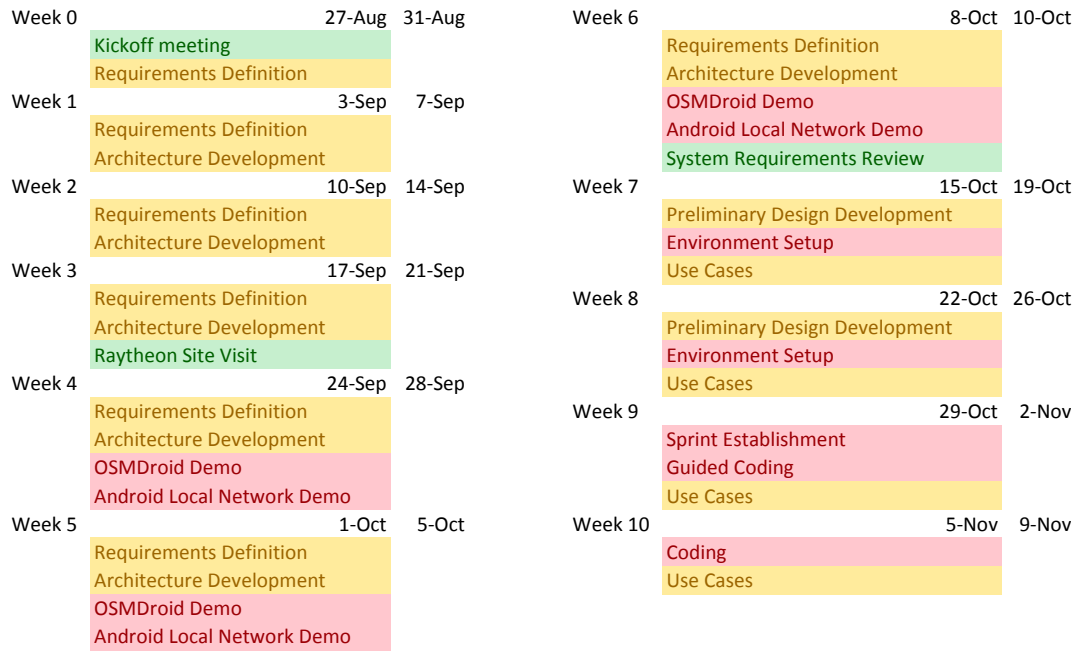 Week 0 27-Aug 31-Aug
Kickoff meeting
Requirements Definition
Week 1 3-Sep 7-Sep
Requirements Definition
Architecture Development
Week 2 10-Sep 14-Sep
Requirements Definition
Architecture Development
Week 3 17-Sep 21-Sep
Requirements Definition
Architecture Development
Raytheon Site Visit
Week 4 24-Sep 28-Sep
Requirements Definition
Architecture Development
OSMDroid Demo
Android Local Network Demo
Week 5 1-Oct 5-Oct
Requirements Definition
Architecture Development
OSMDroid Demo
Android Local Network Demo
Week 6 8-Oct 10-Oct
Requirements Definition
Architecture Development
OSMDroid Demo
Android Local Network Demo
System Requirements Review
Week 7 15-Oct 19-Oct
Preliminary Design Development
Environment Setup
Use Cases
Week 8 22-Oct 26-Oct
Preliminary Design Development
Environment Setup
Use Cases
Week 9 29-Oct 2-Nov
Sprint Establishment
Guided Coding
Use Cases
Week 10 5-Nov 9-Nov
Coding
Use Cases